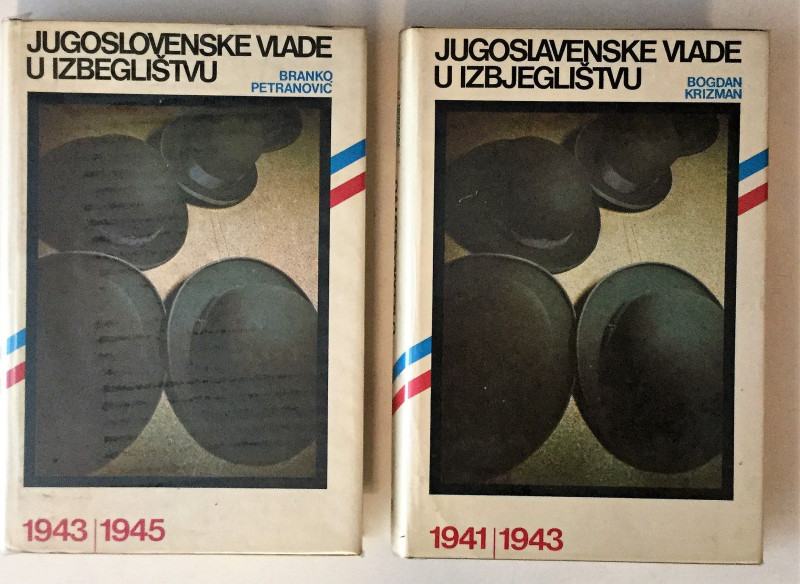 JUGOSLOVENSKE VLADE
U IZBEGLIŠTVU
BRANKO
PETRANOVIĆ
1943 | 1945
JUGOSLAVENSKE VLADE
U IZBJEGLIŠTVU
BOGDAN
KRIZMAN
1941 | 1943